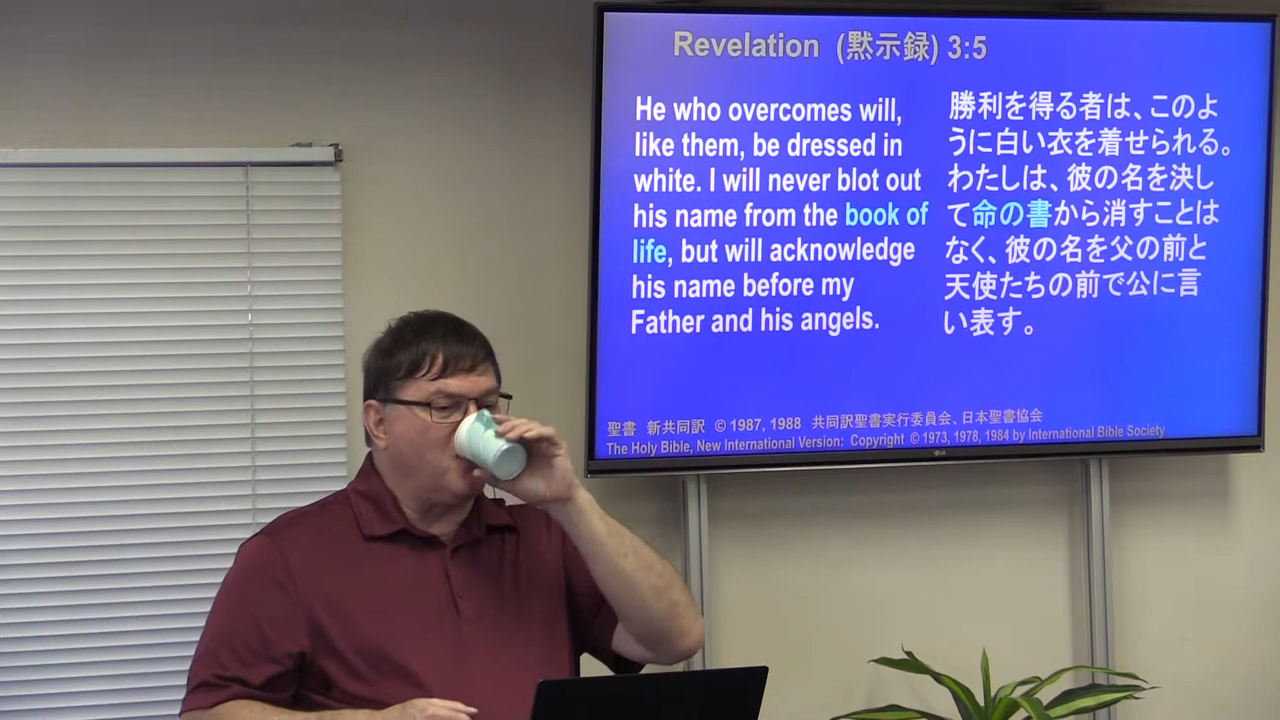 Revelation (黙示録) 3:5
He who overcomes will,
like them, be dressed in
white. I will never blot out
his name from the book of
life, but will acknowledge
his name before my
Father and his angels.
勝利を得る者は、このよ
うに白い衣を着せられる。
わたしは、彼の名を決し
て命の書から消すことは
なく、彼の名を父の前と
天使たちの前で公に言
い表す。
聖書 新共同訳 © 1987, 1988 共同訳聖書実行委員会、日本聖書協会
The Holy Bible, New International Version: Copyright © 1973, 1978, 1984 by International Bible Society
LG